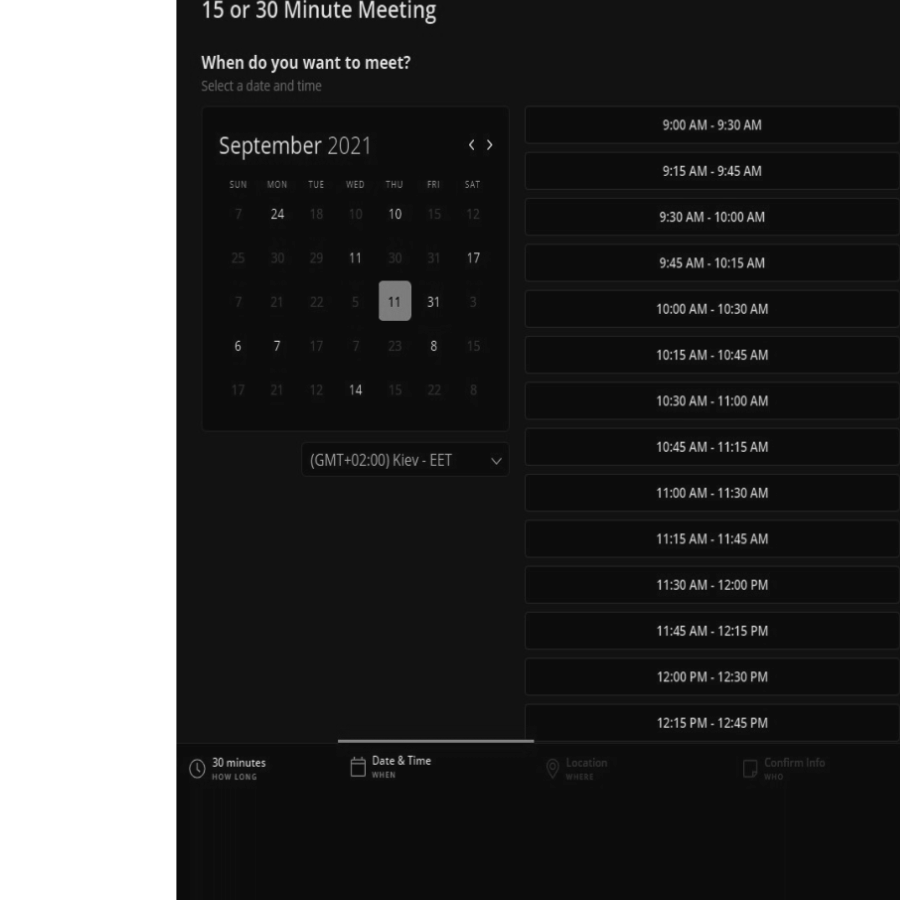 15 or 30 Minute Meeting
When do you want to meet?
Select a date and time
September 2021
SUN MON TUE WED THU FRI SAT
7 24 18 10 10 15 12
25 30 29 11 30 31 17
7 21 22 5 11 31 3
6 7 17 7 23 8 15
17 21 12 14 15 22 8
(GMT+02:00) Kiev - EET
9:00 AM - 9:30 AM
9:15 AM - 9:45 AM
9:30 AM - 10:00 AM
9:45 AM - 10:15 AM
10:00 AM - 10:30 AM
10:15 AM - 10:45 AM
10:30 AM - 11:00 AM
10:45 AM - 11:15 AM
11:00 AM - 11:30 AM
11:15 AM - 11:45 AM
11:30 AM - 12:00 PM
11:45 AM - 12:15 PM
12:00 PM - 12:30 PM
12:15 PM - 12:45 PM
30 minutes
HOW LONG
Date & Time
WHEN
Location
WHERE
Confirm Info
WHO